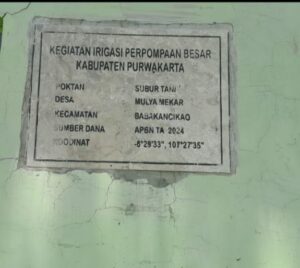 KEGIATAN IRIGASI PERPOMPAAN BESAR
KABUPATEN PURWAKARTA
POKTAN SUBUR TANI
DESA MULYA MEKAR
KECAMATAN BABAKANCIKAO
SUMBER DANA APBN TA 2024
KOODINAT -6°29'33", 107°27'35"